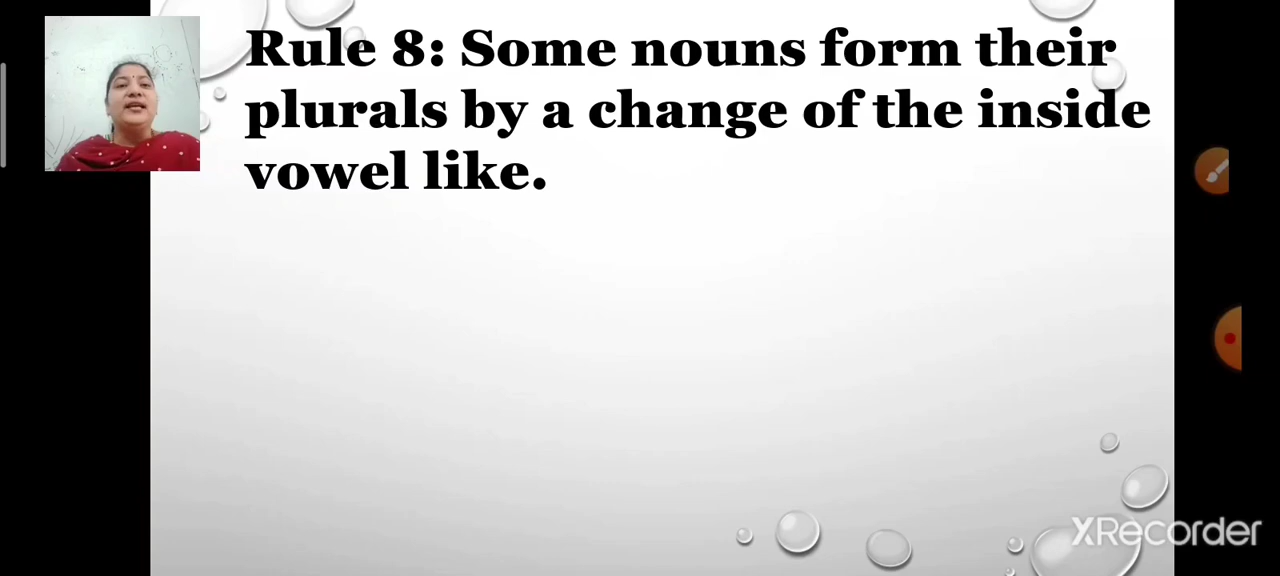 Rule 8: Some nouns form their
plurals by a change of the inside
vowel like.
XRecorder